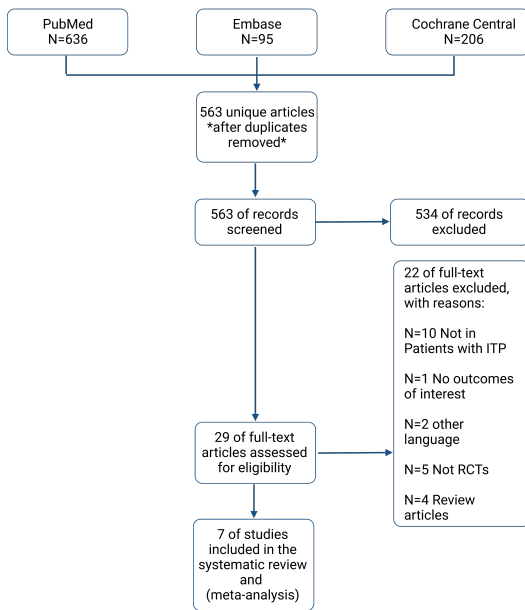 PubMed
N=636
Embase
N=95
Cochrane Central
N=206
563 unique articles
*after duplicates
removed*
563 of records
screened
534 of records
excluded
22 of full-text
articles excluded,
with reasons:
N=10 Not in
Patients with ITP
N=1 No outcomes
of interest
N=2 other
language
N=5 Not RCTs
N=4 Review
articles
29 of full-text
articles assessed
for eligibility
7 of studies
included in the
systematic review
and
(meta-analysis)